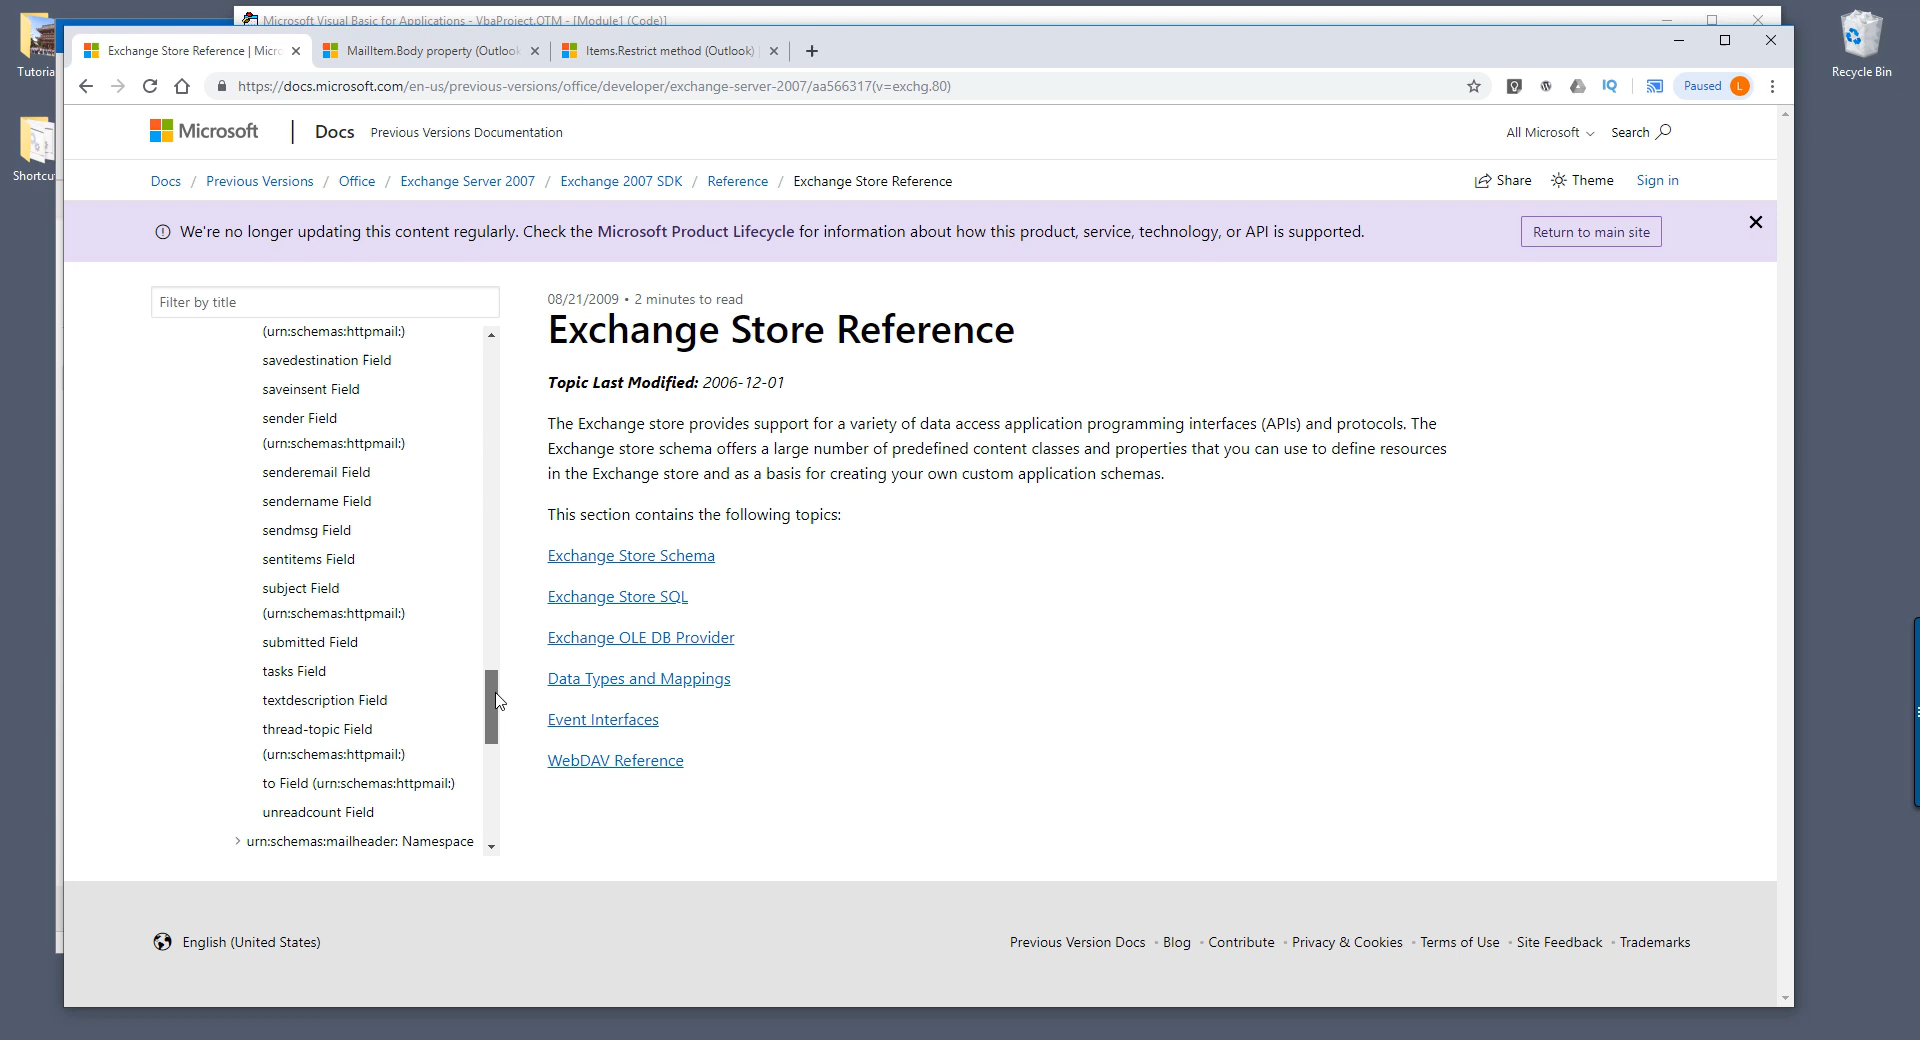 Microsoft Visual Basic for Applications - VbaProject.OTM - [Module1 (Code)]
Exchange Store Reference | Micro
MailItem.Body property (Outlook
Items.Restrict method (Outlook)
https://docs.microsoft.com/en-us/previous-versions/office/developer/exchange-server-2007/aa566317(v=exchg.80)
IQ
Paused
L
Tutoria
Shortcu
Recycle Bin
Microsoft | Docs Previous Versions Documentation
All Microsoft
Search
Docs / Previous Versions / Office / Exchange Server 2007 / Exchange 2007 SDK / Reference / Exchange Store Reference
Share
Theme
Sign in
We're no longer updating this content regularly. Check the Microsoft Product Lifecycle for information about how this product, service, technology, or API is supported.
Return to main site
Filter by title
(urn:schemas:httpmail:)
savedestination Field
saveinsent Field
sender Field
(urn:schemas:httpmail:)
senderemail Field
sendername Field
sendmsg Field
sentitems Field
subject Field
(urn:schemas:httpmail:)
submitted Field
tasks Field
textdescription Field
thread-topic Field
(urn:schemas:httpmail:)
to Field (urn:schemas:httpmail:)
unreadcount Field
urn:schemas:mailheader: Namespace
08/21/2009 • 2 minutes to read
Exchange Store Reference
Topic Last Modified: 2006-12-01
The Exchange store provides support for a variety of data access application programming interfaces (APIs) and protocols. The
Exchange store schema offers a large number of predefined content classes and properties that you can use to define resources
in the Exchange store and as a basis for creating your own custom application schemas.
This section contains the following topics:
Exchange Store Schema
Exchange Store SQL
Exchange OLE DB Provider
Data Types and Mappings
Event Interfaces
WebDAV Reference
English (United States)
Previous Version Docs • Blog • Contribute • Privacy & Cookies • Terms of Use • Site Feedback • Trademarks